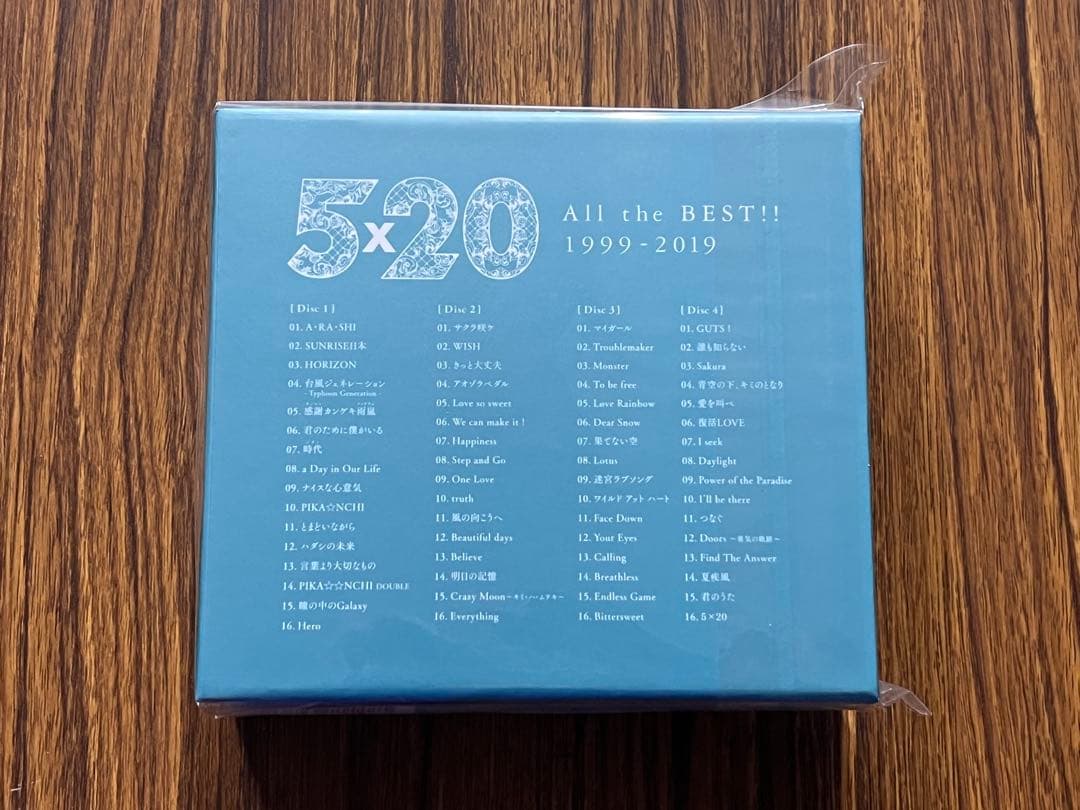 5×20
All the BEST!!
1999-2019
[Disc 1]
01. A・RA・SHI
02. SUNRISE日本
03. HORIZON
04. 台風ジェネレーション
- Typhoon Generation -
05. 感謝カンゲキ雨嵐
06. 君のために僕がいる
07. 時代
08. a Day in Our Life
09. ナイスな心意気
10. PIKA☆NCHI
11. とまどいながら
12. ハダシの未来
13. 言葉より大切なもの
14. PIKA☆☆NCHI DOUBLE
15. 瞳の中のGalaxy
16. Hero
[Disc 2]
01. サクラ咲ケ
02. WISH
03. きっと大丈夫
04. アオゾラペダル
05. Love so sweet
06. We can make it!
07. Happiness
08. Step and Go
09. One Love
10. truth
11. 風の向こうへ
12. Beautiful days
13. Believe
14. 明日の記憶
15. Crazy Moon～キミ・ハ・ムテキ～
16. Everything
[Disc 3]
01. マイガール
02. Troublemaker
03. Monster
04. To be free
05. Løve Rainbow
06. Dear Snow
07. 果てない空
08. Lotus
09. 迷宮ラブソング
10. ワイルド アット ハート
11. Face Down
12. Your Eyes
13. Calling
14. Breathless
15. Endless Game
16. Bittersweet
[Disc 4]
01. GUTS !
02. 誰も知らない
03. Sakura
04. 青空の下、キミのとなり
05. 愛を叫べ
06. 復活LOVE
07. I seek
08. Daylight
09. Power of the Paradise
10. I'll be there
11. つなぐ
12. Doors ～勇気の軌跡～
13. Find The Answer
14. 夏疾風
15. 君のうた
16. 5×20